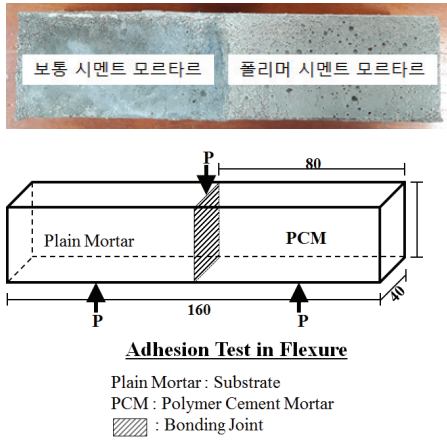 보통 시멘트 모르타르
폴리머 시멘트 모르타르
P
80
Plain Mortar
PCM
40
P
160
P
Adhesion Test in Flexure
Plain Mortar : Substrate
PCM : Polymer Cement Mortar
: Bonding Joint